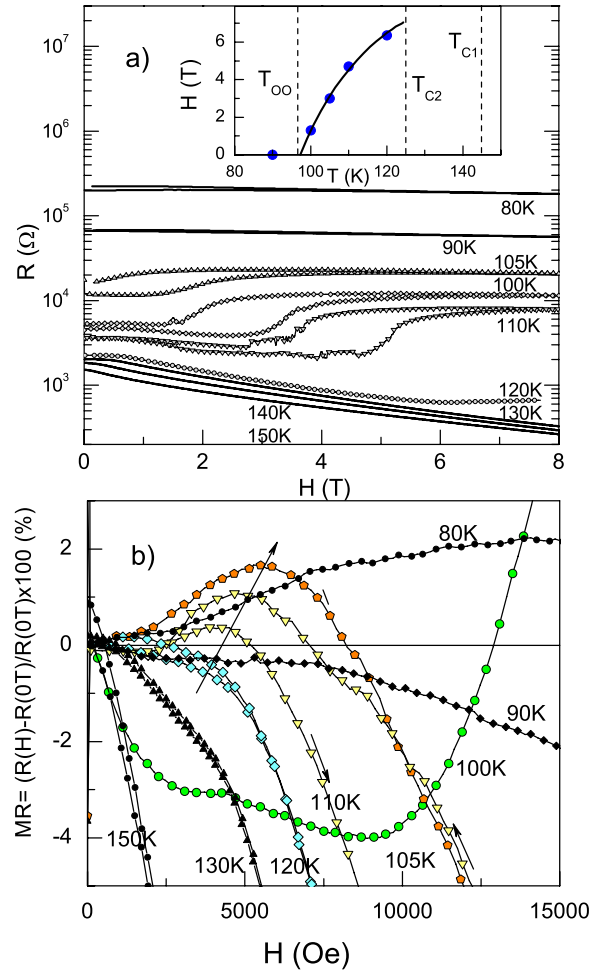 a)
10^7
10^6
10^5
10^4
10^3
R (Ω)
6
4
2
0
H (T)
T_OO
T_C2
T_C1
80
100
120
140
T (K)
80K
90K
105K
100K
110K
120K
130K
140K
150K
0
2
4
6
8
H (T)
b)
2
0
-2
-4
MR= (R(H)-R(0T)/R(0T)x100 (%)
80K
90K
100K
110K
105K
150K
130K
120K
0
5000
10000
15000
H (Oe)